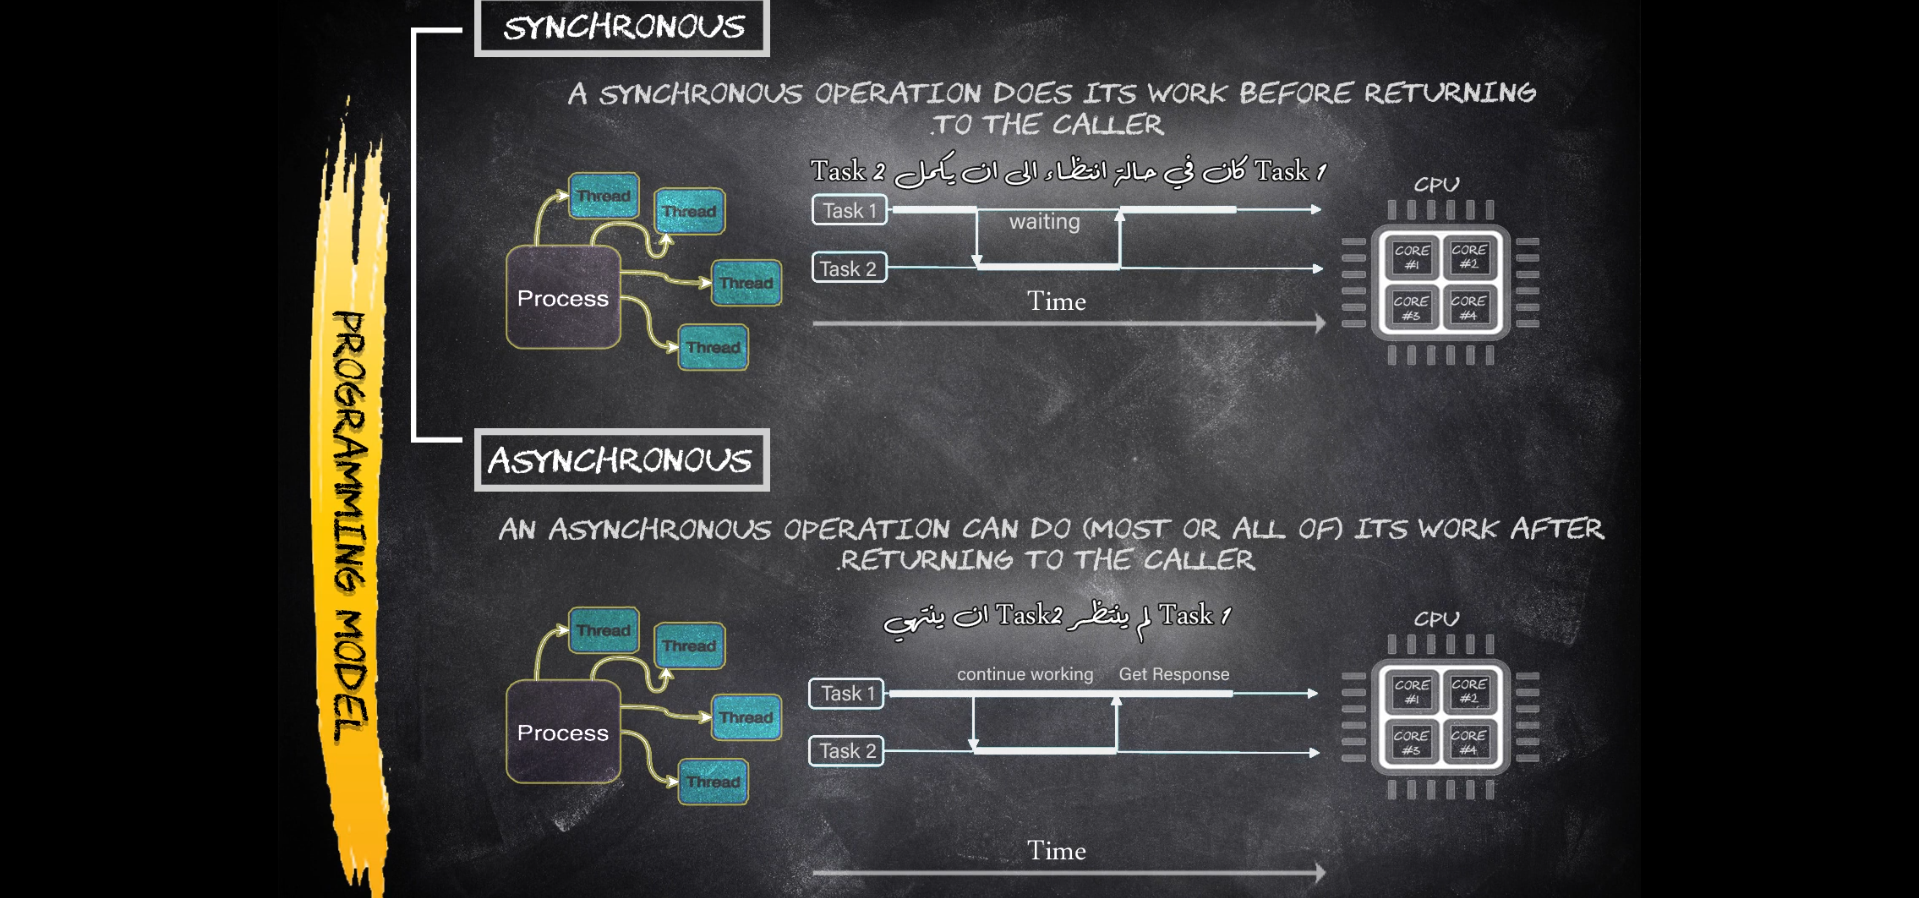 SYNCHRONOUS
A SYNCHRONOUS OPERATION DOES ITS WORK BEFORE RETURNING
.TO THE CALLER
Task 1 كان في حالة انتظاء الى ان يكمل Task 2
Thread
Thread
Thread
Thread
Process
Task 1
waiting
Task 2
Time
CPU
CORE #1
CORE #2
CORE #3
CORE #4
PROGRAMMING MODEL
ASYNCHRONOUS
AN ASYNCHRONOUS OPERATION CAN DO (MOST OR ALL OF) ITS WORK AFTER
.RETURNING TO THE CALLER
Task 1 لم ينتظر Task2 ان ينتهي
Thread
Thread
Thread
Thread
Process
continue working
Get Response
Task 1
Task 2
Time
CPU
CORE #1
CORE #2
CORE #3
CORE #4